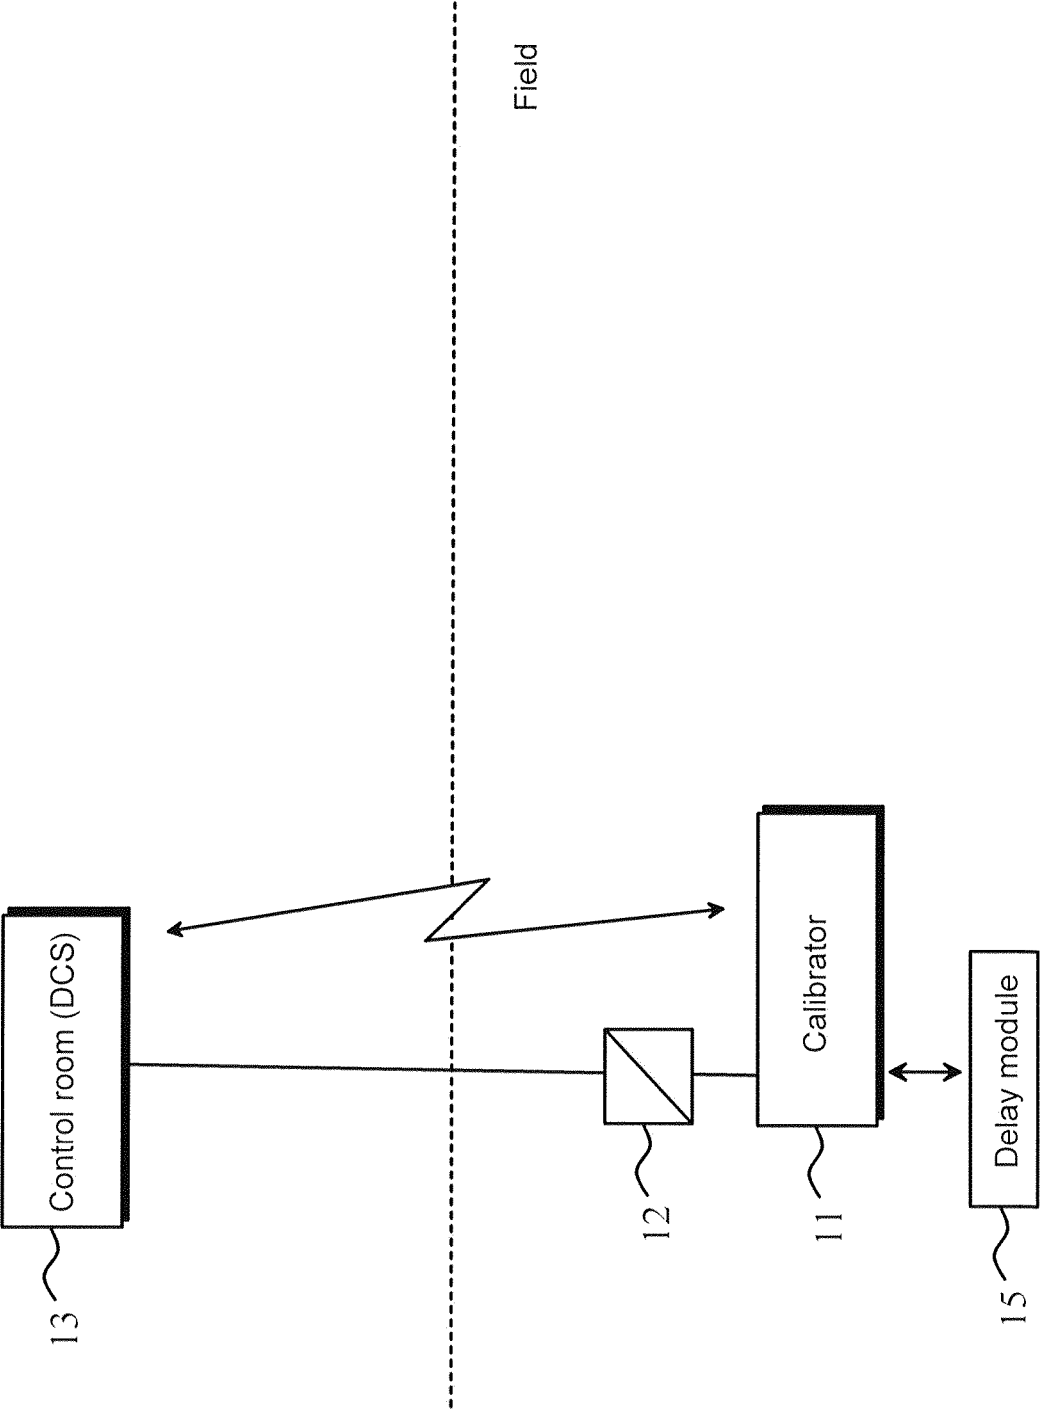 Field
Control room (DCS)
13
12
Calibrator
11
Delay module
15